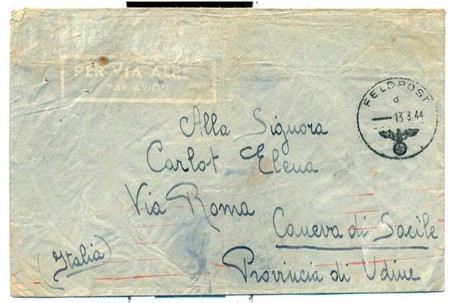 PER VIA AEREA
PAR AVION
FELDPOST
d
13.3.44
Alla Signora
Carlot Elena
Via Roma
Caneva di Sacile
(Italia)
Provincia di Udine